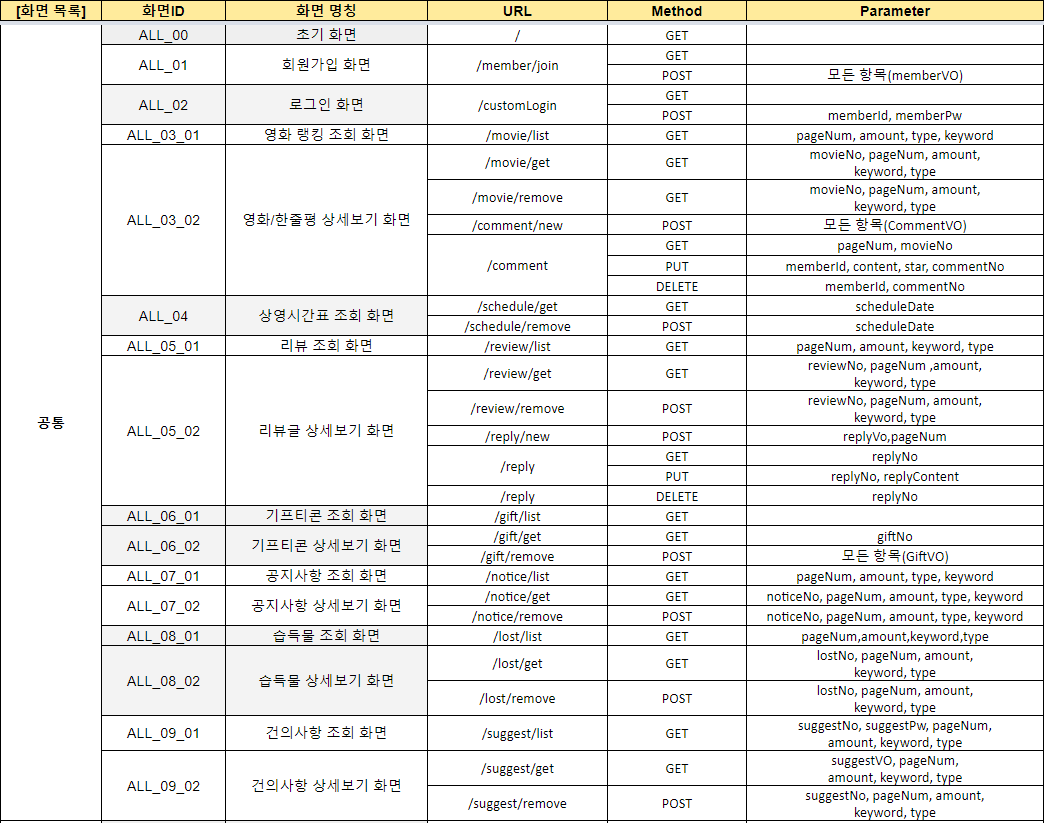 [화면 목록] 화면ID 화면 명칭 URL Method Parameter
공통
ALL_00 초기 화면 / GET
ALL_01 회원가입 화면 /member/join GET
POST 모든 항목(memberVO)
ALL_02 로그인 화면 /customLogin GET
POST memberId, memberPw
ALL_03_01 영화 랭킹 조회 화면 /movie/list GET pageNum, amount, type, keyword
ALL_03_02 영화/한줄평 상세보기 화면 /movie/get GET movieNo, pageNum, amount,
keyword, type
/movie/remove GET movieNo, pageNum, amount,
keyword, type
/comment/new POST 모든 항목(CommentVO)
/comment GET pageNum, movieNo
PUT memberId, content, star, commentNo
DELETE memberId, commentNo
ALL_04 상영시간표 조회 화면 /schedule/get GET scheduleDate
/schedule/remove POST scheduleDate
ALL_05_01 리뷰 조회 화면 /review/list GET pageNum, amount, keyword, type
ALL_05_02 리뷰글 상세보기 화면 /review/get GET reviewNo, pageNum ,amount,
keyword, type
/review/remove POST reviewNo, pageNum, amount,
keyword, type
/reply/new POST replyVo,pageNum
/reply GET replyNo
PUT replyNo, replyContent
/reply DELETE replyNo
ALL_06_01 기프티콘 조회 화면 /gift/list GET
ALL_06_02 기프티콘 상세보기 화면 /gift/get GET giftNo
/gift/remove POST 모든 항목(GiftVO)
ALL_07_01 공지사항 조회 화면 /notice/list GET pageNum, amount, type, keyword
ALL_07_02 공지사항 상세보기 화면 /notice/get GET noticeNo, pageNum, amount, type, keyword
/notice/remove POST noticeNo, pageNum, amount, type, keyword
ALL_08_01 습득물 조회 화면 /lost/list GET pageNum,amount,keyword,type
ALL_08_02 습득물 상세보기 화면 /lost/get GET lostNo, pageNum, amount,
keyword, type
/lost/remove POST lostNo, pageNum, amount,
keyword, type
ALL_09_01 건의사항 조회 화면 /suggest/list GET suggestNo, suggestPw, pageNum,
amount, keyword, type
ALL_09_02 건의사항 상세보기 화면 /suggest/get GET suggestVO, pageNum,
amount, keyword, type
/suggest/remove POST suggestNo, pageNum, amount,
keyword, type